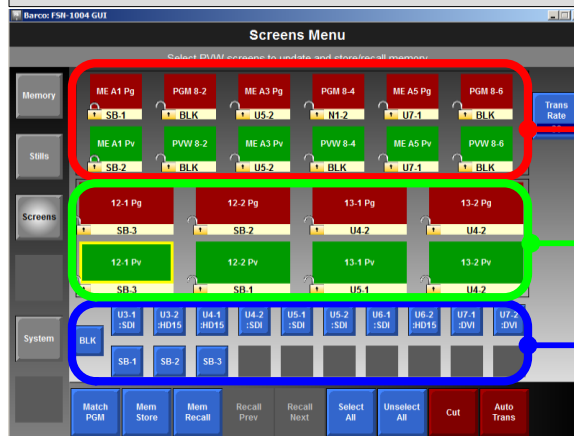 Barco: FSN-1004 GUI
Screens Menu
Select PVW screens to update and store/recall memory
Memory
Stills
Screens
System
ME A1 Pg PGM 8-2 ME A3 Pg PGM 8-4 ME A5 Pg PGM 8-6
SB-1 BLK U5-2 N1-2 U7-1 BLK
ME A1 Pv PVW 8-2 ME A3 Pv PVW 8-4 ME A5 Pv PVW 8-6
SB-2 BLK U5-2 BLK U7-1 BLK
Trans
Rate
12-1 Pg 12-2 Pg 13-1 Pg 13-2 Pg
SB-3 SB-2 U4-2 U4-2
12-1 Pv 12-2 Pv 13-1 Pv 13-2 Pv
SB-3 SB-1 U5-1 U4-2
BLK
U3-1 U3-2 U4-1 U4-2 U5-1 U5-2 U6-1 U6-2 U7-1 U7-2
:SDI :HD15 :HD15 :SDI :SDI :SDI :SDI :HD15 :DVI :DVI
SB-1 SB-2 SB-3
Match Mem Mem Recall Recall Select Unselect Cut Auto
PGM Store Recall Prev Next All All Trans